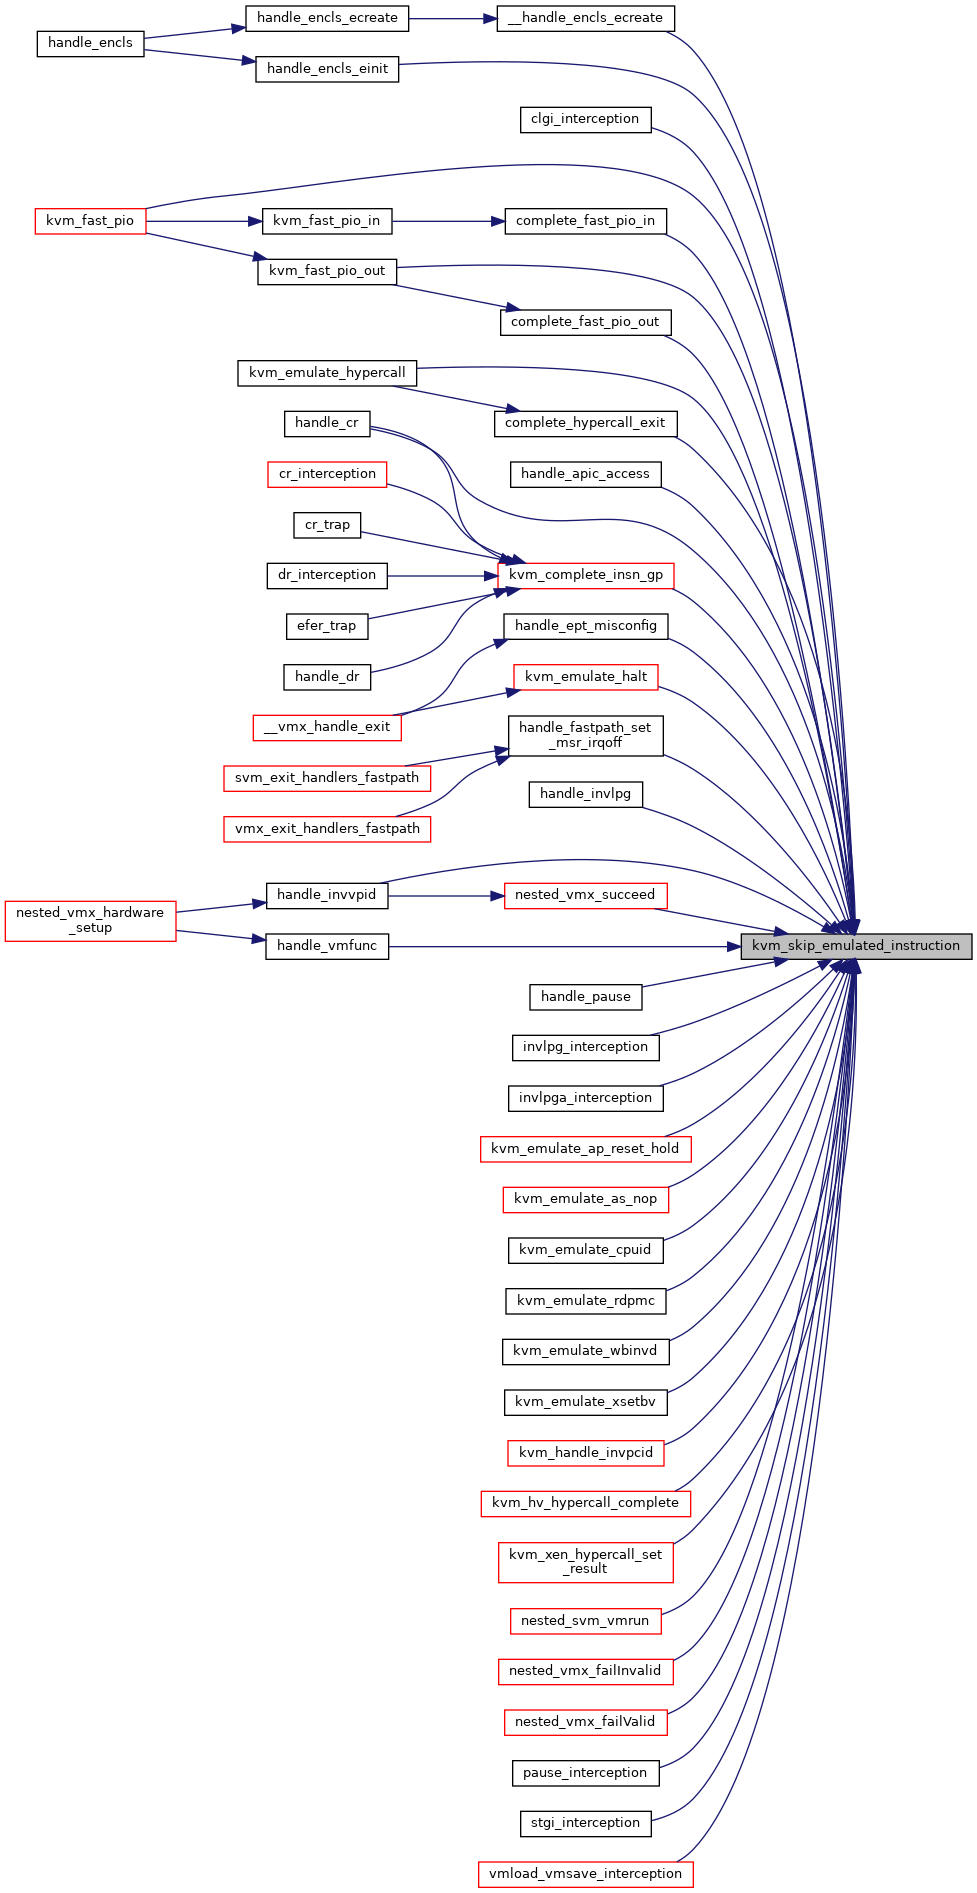 handle_encls_ecreate
__handle_encls_ecreate
handle_encls
handle_encls_einit
clgi_interception
kvm_fast_pio
kvm_fast_pio_in
complete_fast_pio_in
kvm_fast_pio_out
complete_fast_pio_out
kvm_emulate_hypercall
handle_cr
complete_hypercall_exit
cr_interception
handle_apic_access
cr_trap
dr_interception
kvm_complete_insn_gp
efer_trap
handle_ept_misconfig
handle_dr
kvm_emulate_halt
__vmx_handle_exit
handle_fastpath_set
_msr_irqoff
svm_exit_handlers_fastpath
handle_invlpg
vmx_exit_handlers_fastpath
handle_invvpid
nested_vmx_succeed
nested_vmx_hardware
_setup
handle_vmfunc
kvm_skip_emulated_instruction
handle_pause
invlpg_interception
invlpga_interception
kvm_emulate_ap_reset_hold
kvm_emulate_as_nop
kvm_emulate_cpuid
kvm_emulate_rdpmc
kvm_emulate_wbinvd
kvm_emulate_xsetbv
kvm_handle_invpcid
kvm_hv_hypercall_complete
kvm_xen_hypercall_set
_result
nested_svm_vmrun
nested_vmx_failInvalid
nested_vmx_failValid
pause_interception
stgi_interception
vmload_vmsave_interception